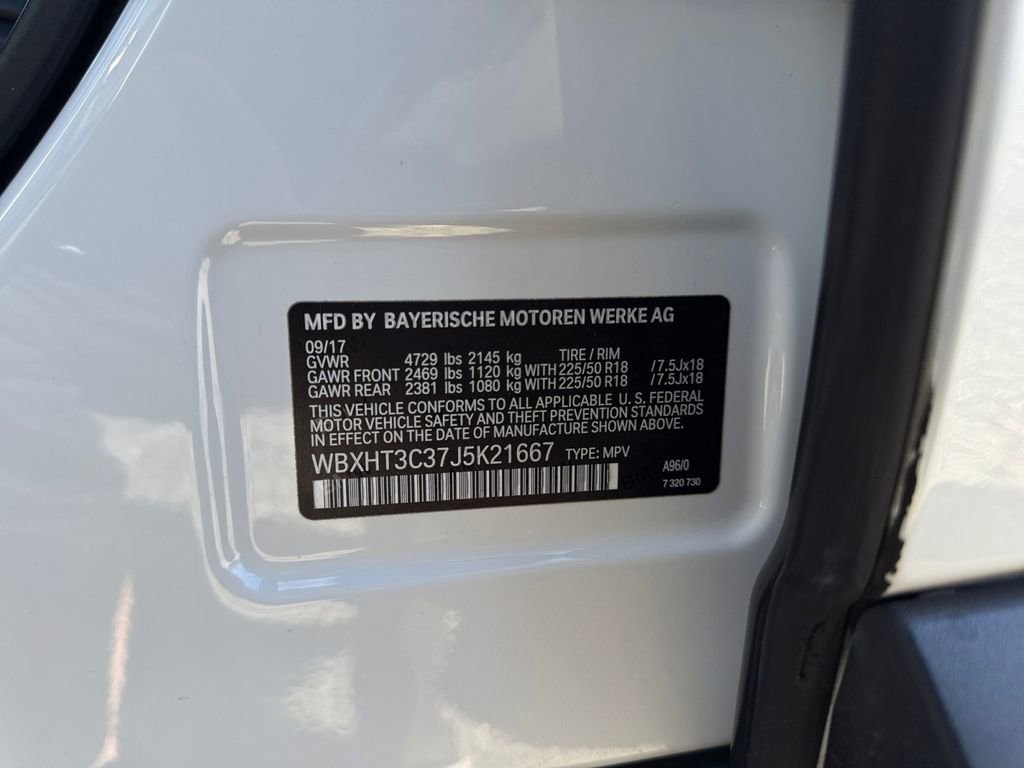 MFD BY BAYERISCHE MOTOREN WERKE AG
09/17
GVWR 4729 lbs 2145 kg TIRE / RIM
GAWR FRONT 2469 lbs 1120 kg WITH 225/50 R18 /7.5Jx18
GAWR REAR 2381 lbs 1080 kg WITH 225/50 R18 /7.5Jx18
THIS VEHICLE CONFORMS TO ALL APPLICABLE U. S. FEDERAL
MOTOR VEHICLE SAFETY AND THEFT PREVENTION STANDARDS
IN EFFECT ON THE DATE OF MANUFACTURE SHOWN ABOVE.
WBXHT3C37J5K21667 TYPE: MPV A96/0
7 320 730